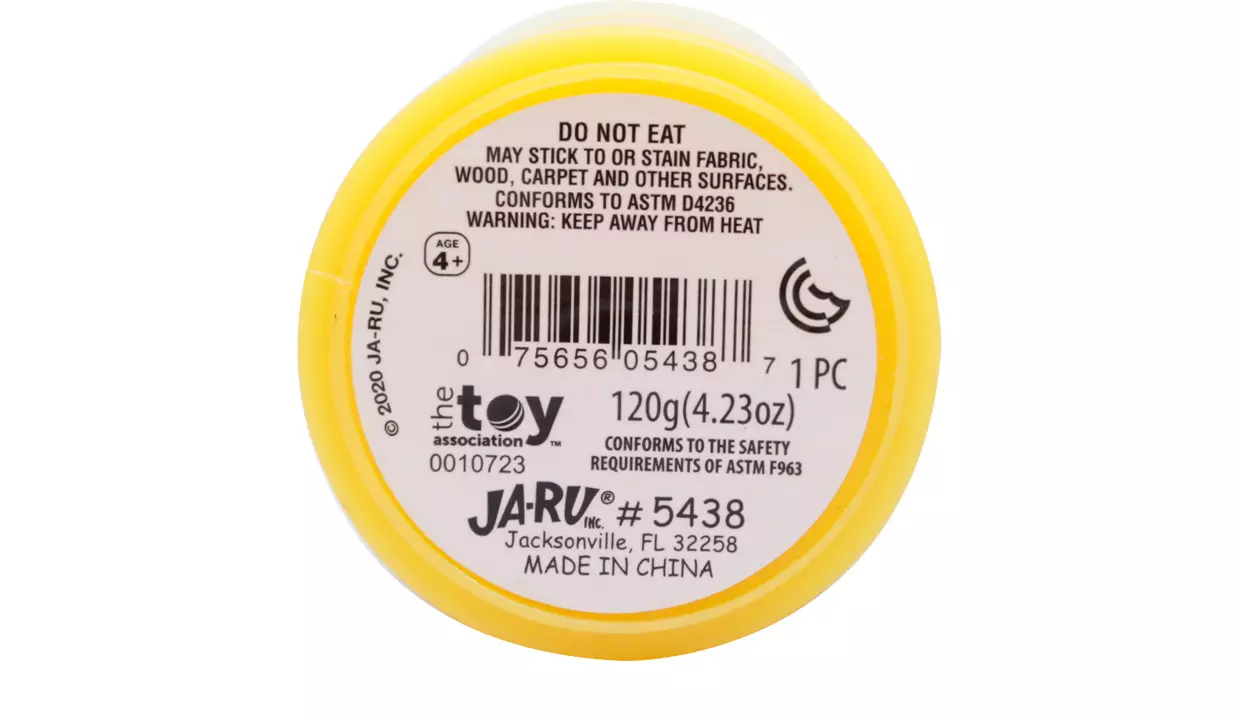 DO NOT EAT
MAY STICK TO OR STAIN FABRIC,
WOOD, CARPET AND OTHER SURFACES.
CONFORMS TO ASTM D4236
WARNING: KEEP AWAY FROM HEAT
AGE
4+
© 2020 JA-RU, INC.
0 75656 05438 7
1 PC
the toy
association™
0010723
120g(4.23oz)
CONFORMS TO THE SAFETY
REQUIREMENTS OF ASTM F963
JA-RU® INC. # 5438
Jacksonville, FL 32258
MADE IN CHINA